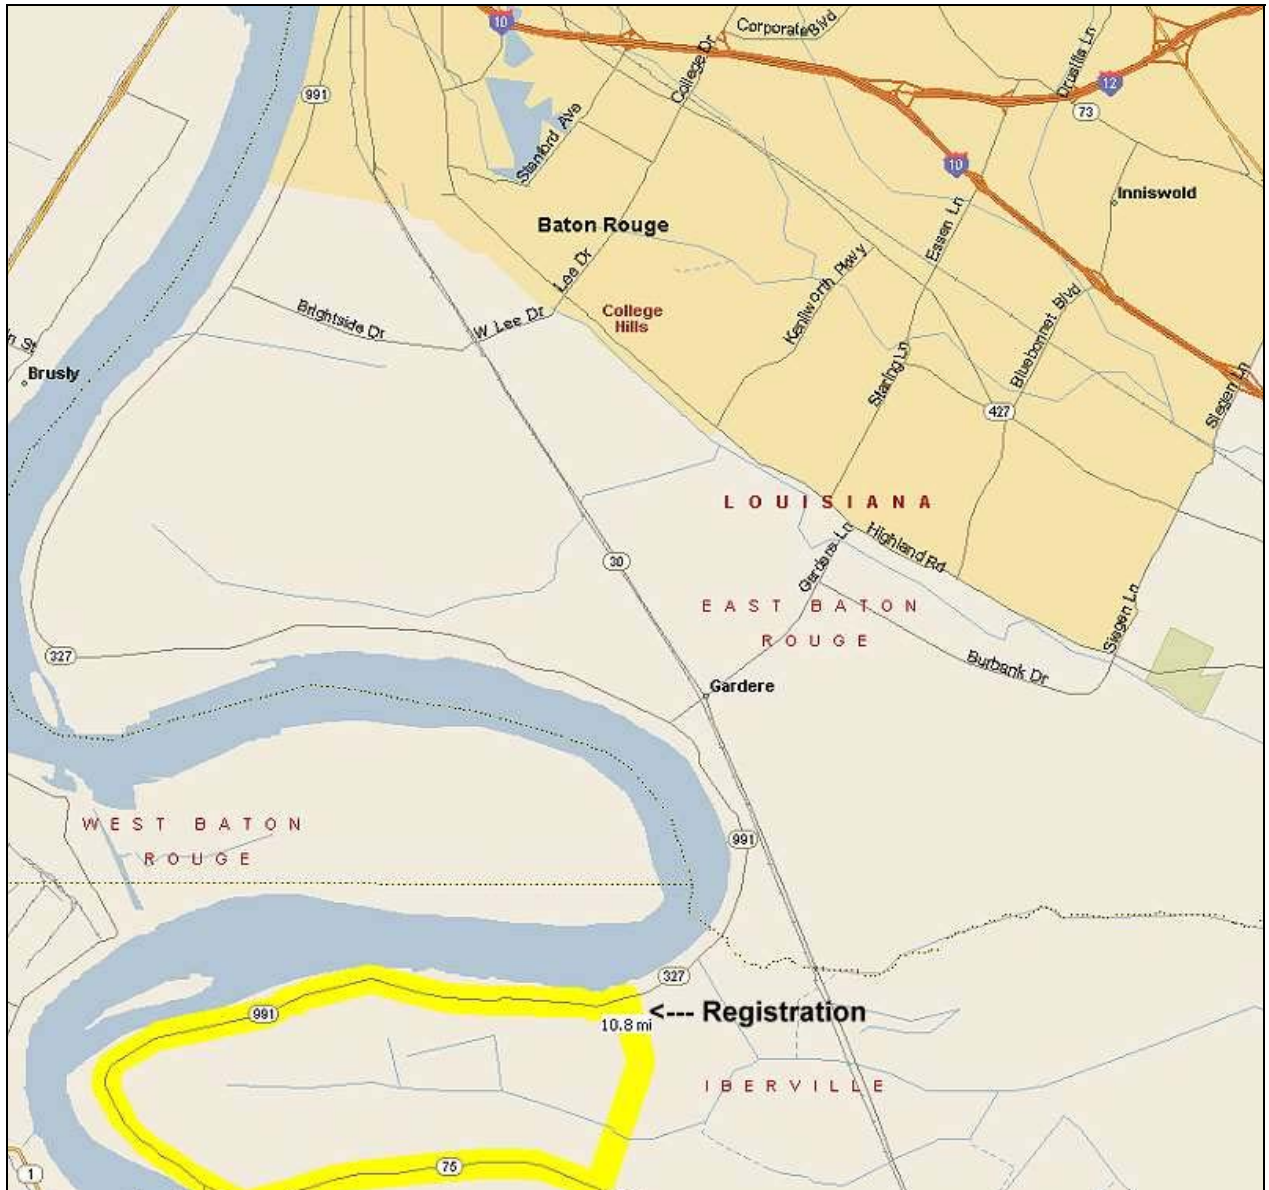 10
Corporate Blvd
College Dr
Drusilla Ln
12
991
73
Stanford Ave
10
Inniswold
Baton Rouge
Essen Ln
Lee Dr
Kenilworth Pkwy
Brightside Dr
W Lee Dr
College
Hills
Bluebonnet Blvd
n St
Brusly
Staring Ln
Siegen Ln
427
LOUISIANA
Highland Rd
Gardere Ln
30
EAST BATON
ROUGE
Siegen Ln
327
Burbank Dr
Gardere
WEST BATON
ROUGE
991
327
991
<--- Registration
10.8 mi
IBERVILLE
75
1